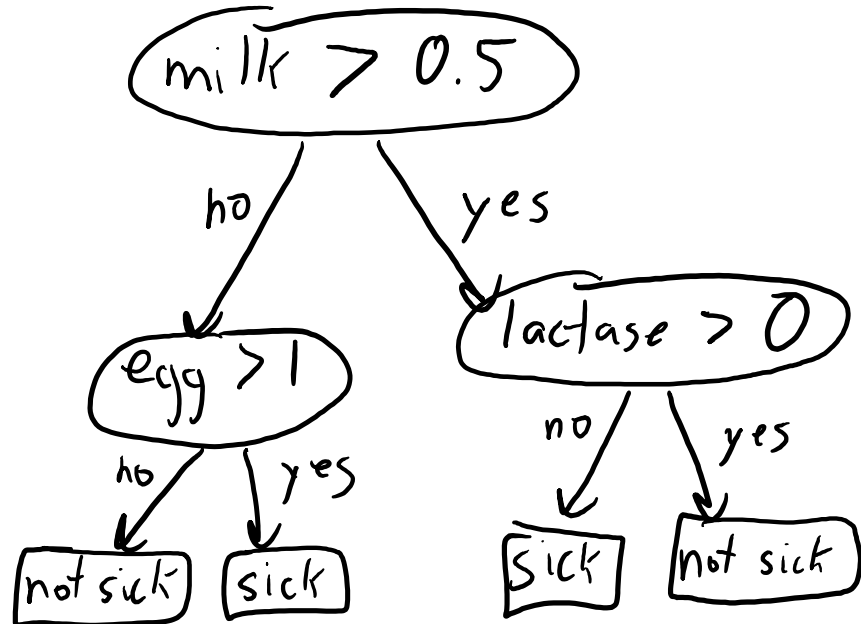 milk > 0.5
no
yes
egg > 1
lactase > 0
no
yes
no
yes
not sick
sick
sick
not sick